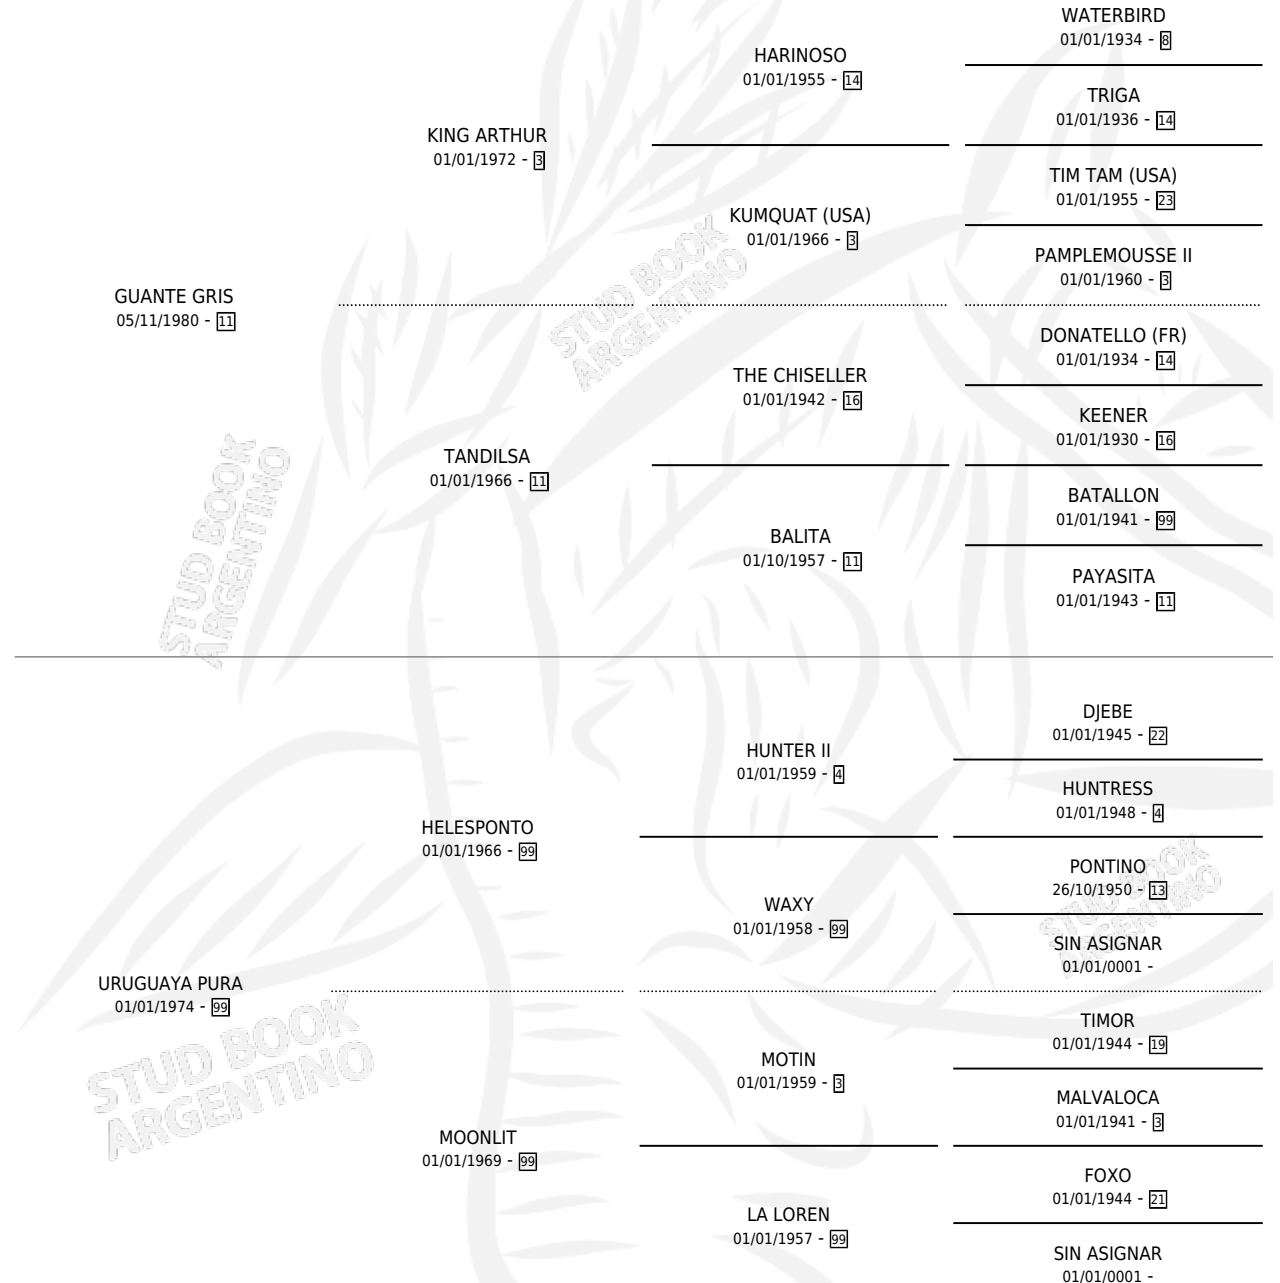 WATERBIRD
01/01/1934 - 8
HARINOSO
01/01/1955 - 14
TRIGA
01/01/1936 - 14
KING ARTHUR
01/01/1972 - 3
TIM TAM (USA)
01/01/1955 - 23
KUMQUAT (USA)
01/01/1966 - 3
PAMPLEMOUSSE II
01/01/1960 - 3
GUANTE GRIS
05/11/1980 - 11
DONATELLO (FR)
01/01/1934 - 14
THE CHISELLER
01/01/1942 - 16
KEENER
01/01/1930 - 16
TANDILSA
01/01/1966 - 11
BATALLON
01/01/1941 - 99
BALITA
01/10/1957 - 11
PAYASITA
01/01/1943 - 11
DJEBE
01/01/1945 - 22
HUNTER II
01/01/1959 - 4
HUNTRESS
01/01/1948 - 4
HELESPONTO
01/01/1966 - 99
PONTINO
26/10/1950 - 13
WAXY
01/01/1958 - 99
SIN ASIGNAR
01/01/0001 -
URUGUAYA PURA
01/01/1974 - 99
TIMOR
01/01/1944 - 19
MOTIN
01/01/1959 - 3
MALVALOCA
01/01/1941 - 3
MOONLIT
01/01/1969 - 99
FOXO
01/01/1944 - 21
LA LOREN
01/01/1957 - 99
SIN ASIGNAR
01/01/0001 -
STUD BOOK
ARGENTINO
STUD BOOK
ARGENTINO
STUD BOOK
ARGENTINO
STUD BOOK
ARGENTINO